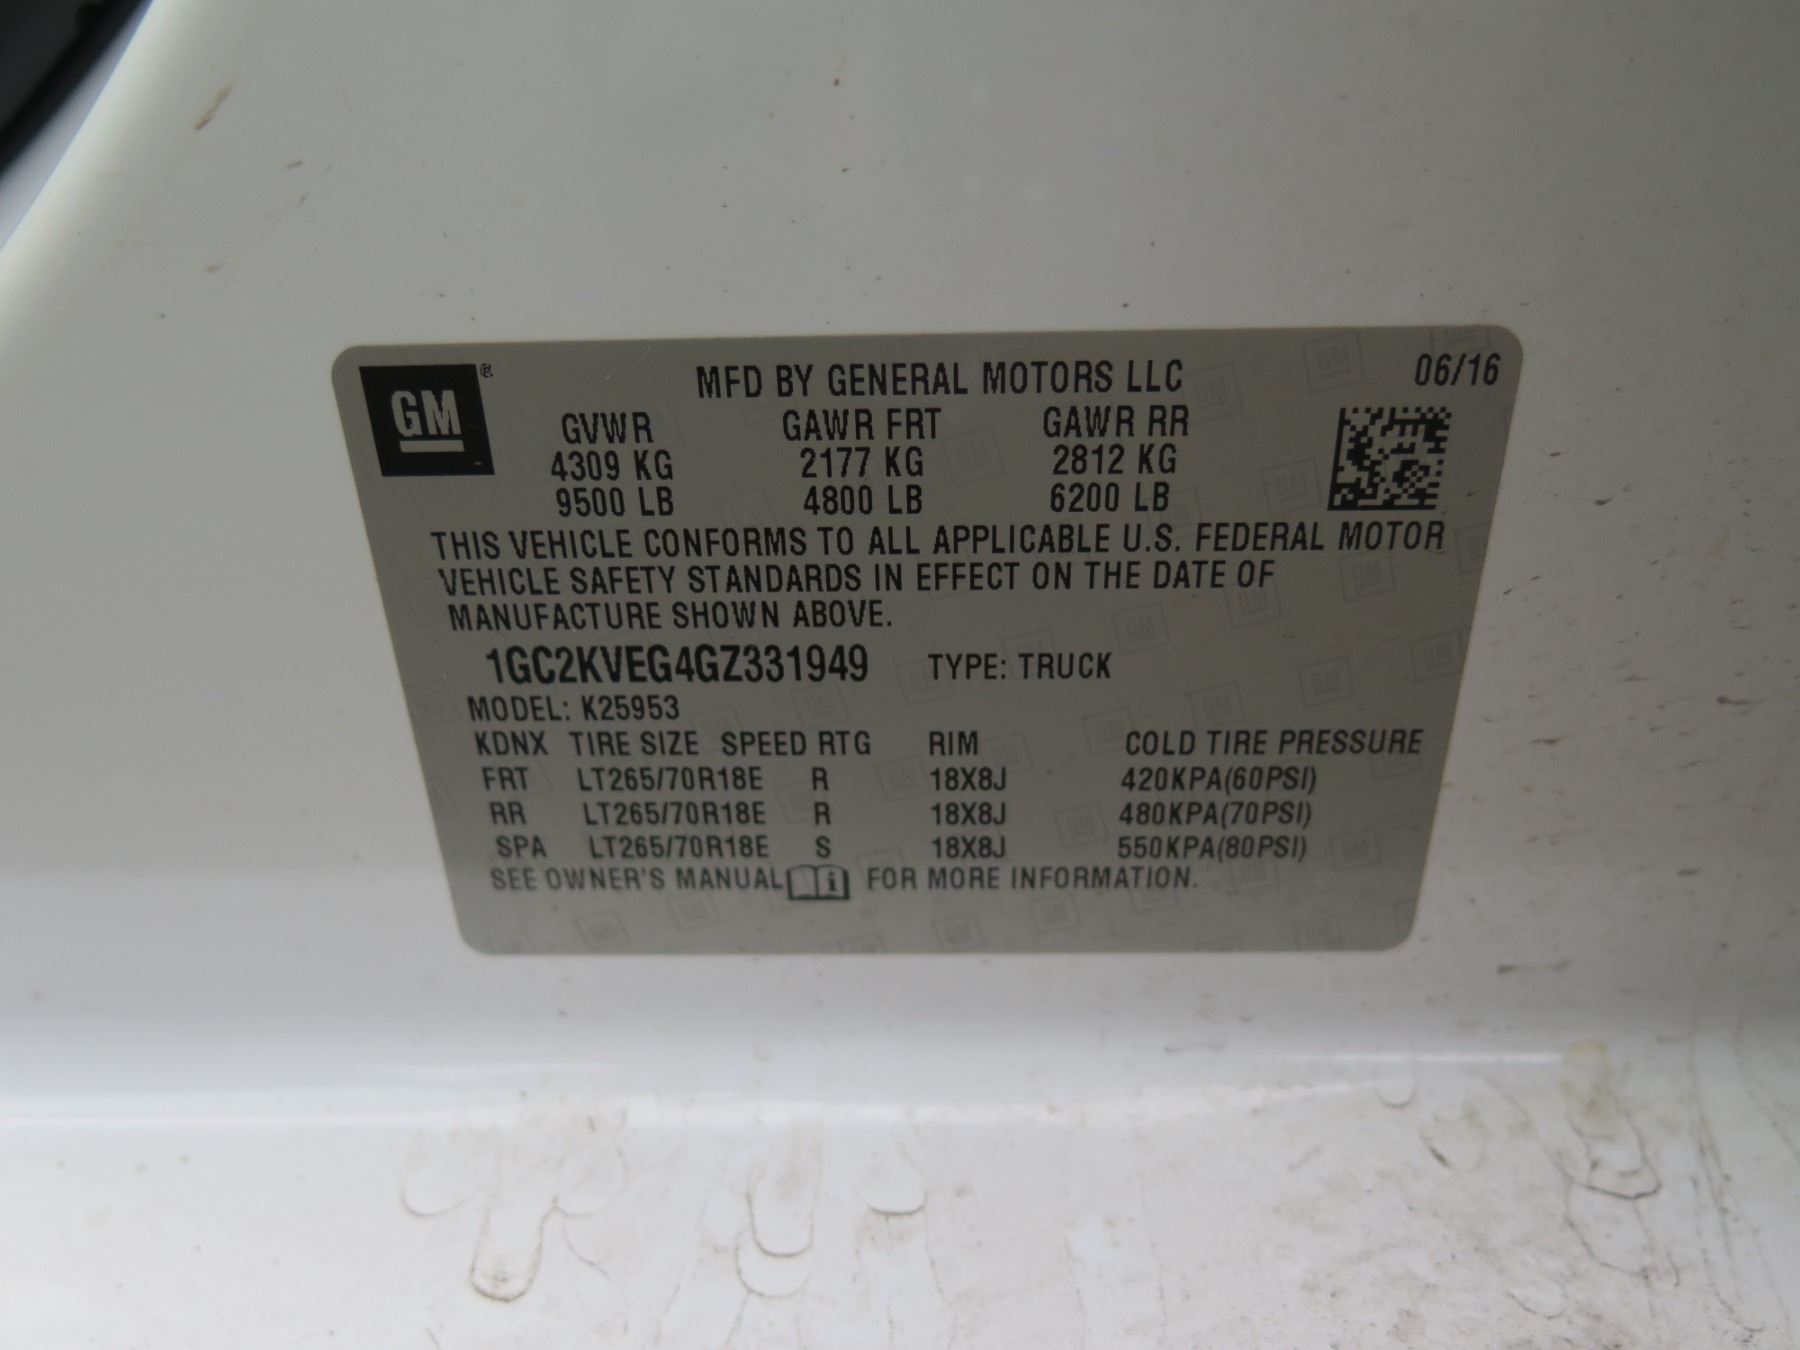 GM ®
MFD BY GENERAL MOTORS LLC 06/16
GVWR GAWR FRT GAWR RR
4309 KG 2177 KG 2812 KG
9500 LB 4800 LB 6200 LB
THIS VEHICLE CONFORMS TO ALL APPLICABLE U.S. FEDERAL MOTOR
VEHICLE SAFETY STANDARDS IN EFFECT ON THE DATE OF
MANUFACTURE SHOWN ABOVE.
1GC2KVEG4GZ331949 TYPE: TRUCK
MODEL: K25953
KDNX TIRE SIZE SPEED RTG RIM COLD TIRE PRESSURE
FRT LT265/70R18E R 18X8J 420KPA(60PSI)
RR LT265/70R18E R 18X8J 480KPA(70PSI)
SPA LT265/70R18E S 18X8J 550KPA(80PSI)
SEE OWNER'S MANUAL i FOR MORE INFORMATION.